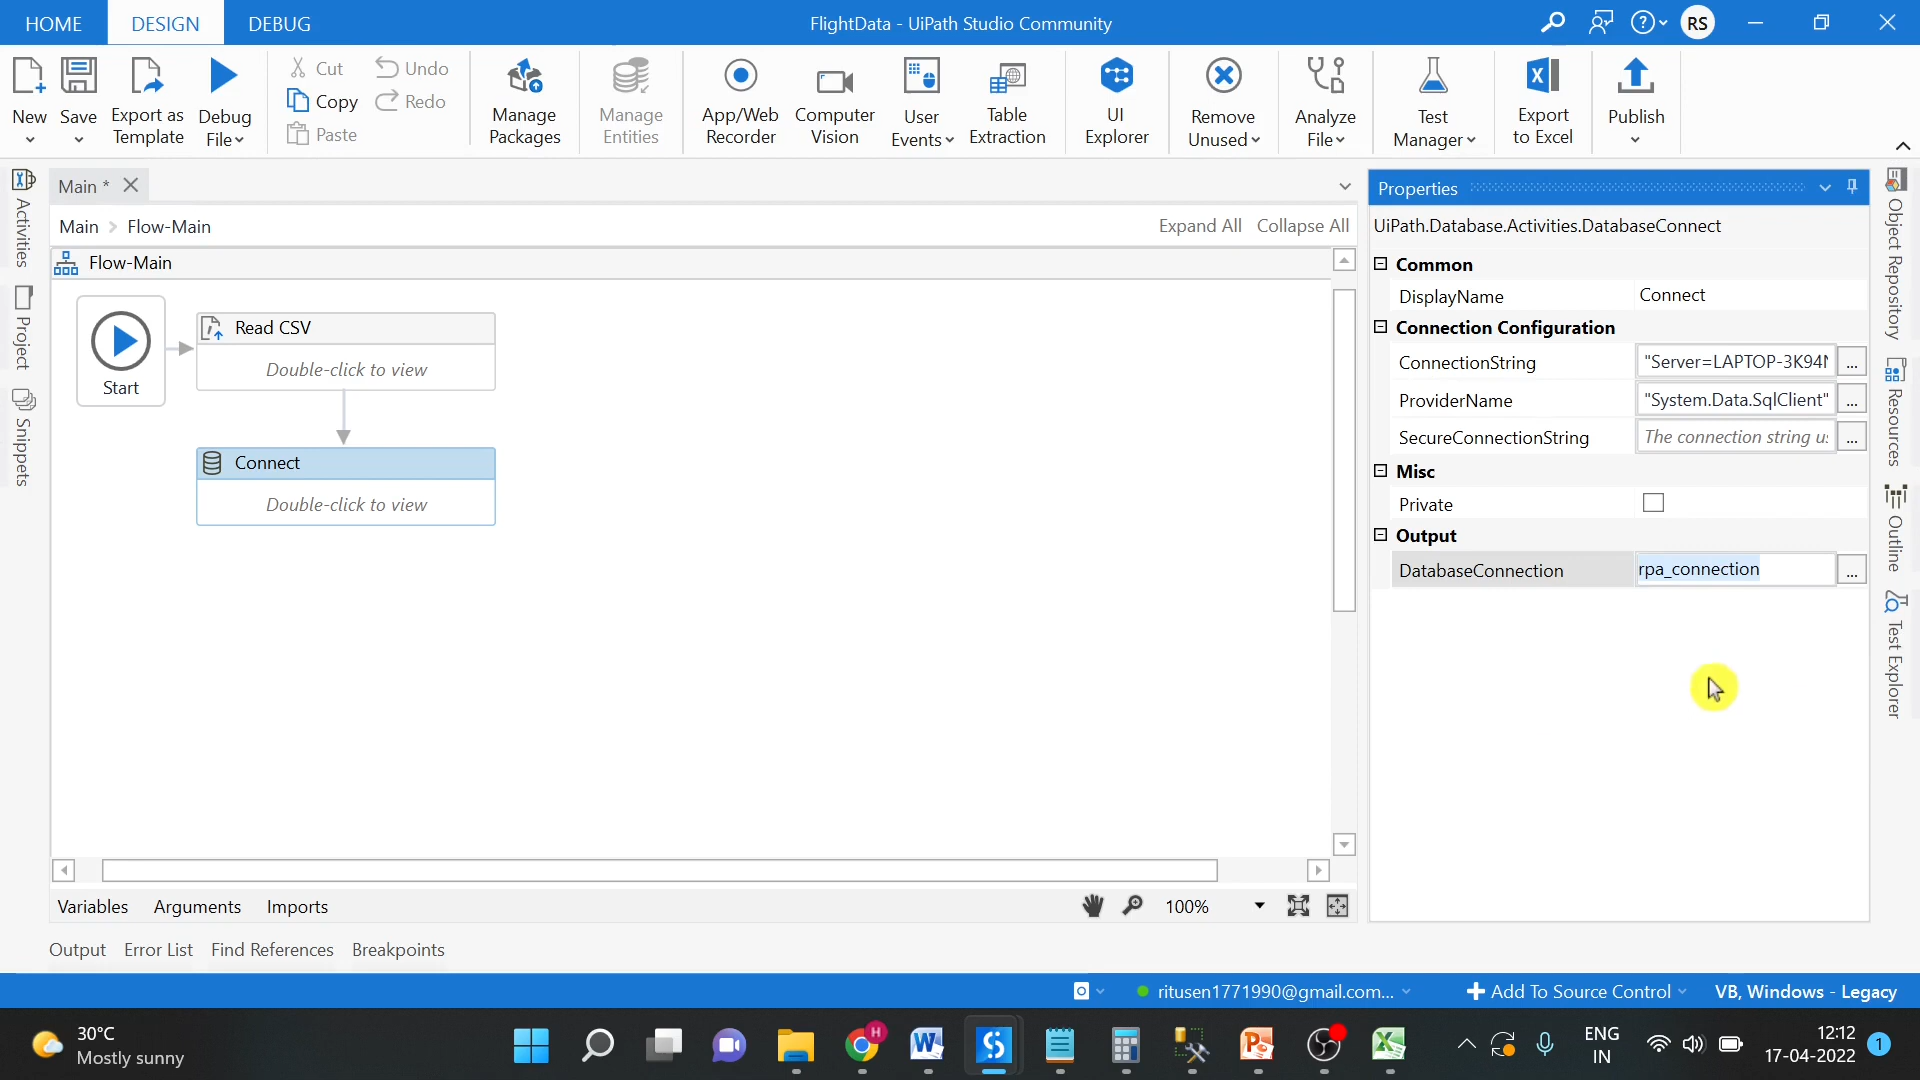 HOME
DESIGN
DEBUG
FlightData - UiPath Studio Community
RS
New
Save
Export as
Template
Debug
File
Cut
Copy
Paste
Undo
Redo
Manage
Packages
Manage
Entities
App/Web
Recorder
Computer
Vision
User
Events
Table
Extraction
UI
Explorer
Remove
Unused
Analyze
File
Test
Manager
Export
to Excel
Publish
Activities
Project
Snippets
Main *
Main > Flow-Main
Expand All Collapse All
Flow-Main
Start
Read CSV
Double-click to view
Connect
Double-click to view
Properties
UiPath.Database.Activities.DatabaseConnect
Common
DisplayName Connect
Connection Configuration
ConnectionString "Server=LAPTOP-3K94 ...
ProviderName "System.Data.SqlClient" ...
SecureConnectionString The connection string ...
Misc
Private
Output
DatabaseConnection rpa_connection ...
Object Repository
Resources
Outline
Test Explorer
Variables Arguments Imports
100%
Output Error List Find References Breakpoints
ritusen1771990@gmail.com...
Add To Source Control
VB, Windows - Legacy
30°C
Mostly sunny
H
ENG
IN
12:12
17-04-2022
1